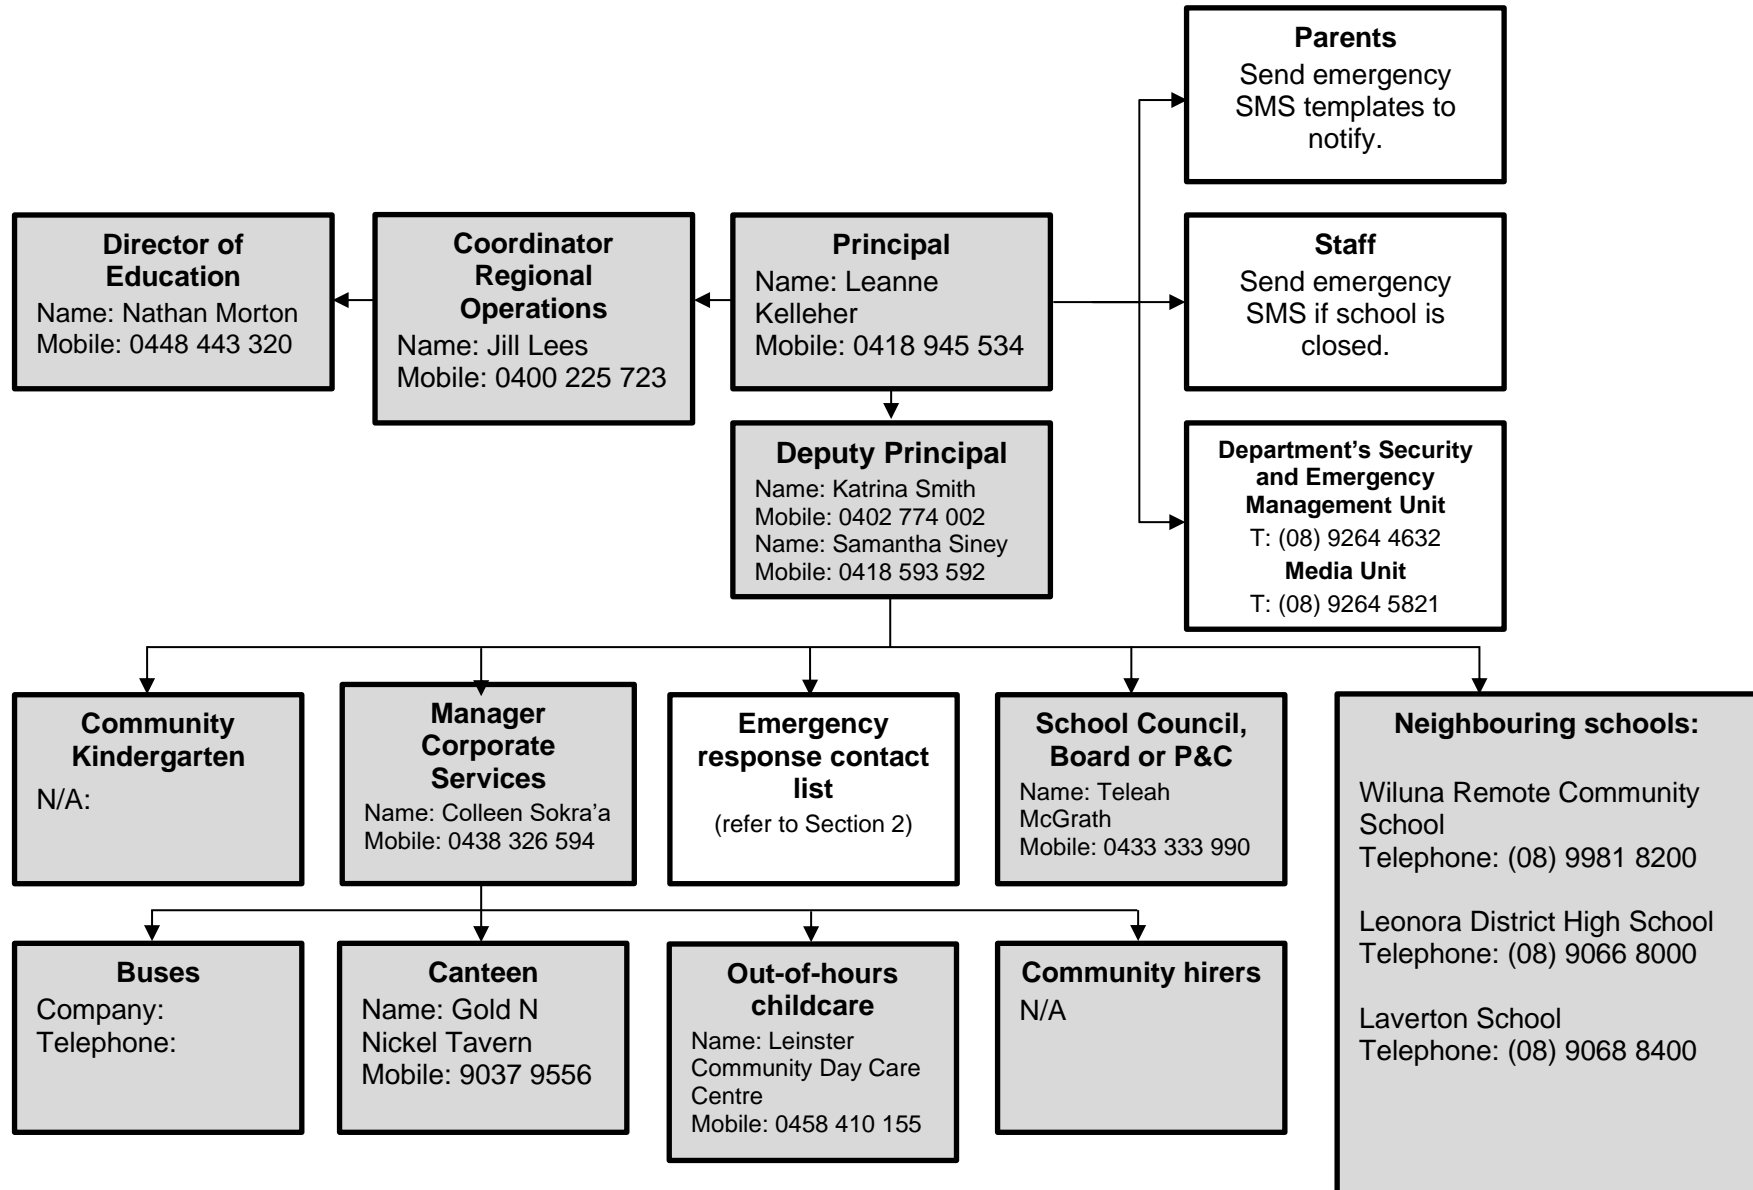 Parents
Send emergency
SMS templates to
notify.
Director of
Education
Name: Nathan Morton
Mobile: 0448 443 320
Coordinator
Regional
Operations
Name: Jill Lees
Mobile: 0400 225 723
Principal
Name: Leanne
Kelleher
Mobile: 0418 945 534
Staff
Send emergency
SMS if school is
closed.
Deputy Principal
Name: Katrina Smith
Mobile: 0402 774 002
Name: Samantha Siney
Mobile: 0418 593 592
Department’s Security
and Emergency
Management Unit
T: (08) 9264 4632
Media Unit
T: (08) 9264 5821
Community
Kindergarten
N/A:
Manager
Corporate
Services
Name: Colleen Sokra’a
Mobile: 0438 326 594
Emergency
response contact
list
(refer to Section 2)
School Council,
Board or P&C
Name: Teleah
McGrath
Mobile: 0433 333 990
Neighbouring schools:
Wiluna Remote Community
School
Telephone: (08) 9981 8200
Leonora District High School
Telephone: (08) 9066 8000
Laverton School
Telephone: (08) 9068 8400
Buses
Company:
Telephone:
Canteen
Name: Gold N
Nickel Tavern
Mobile: 9037 9556
Out-of-hours
childcare
Name: Leinster
Community Day Care
Centre
Mobile: 0458 410 155
Community hirers
N/A